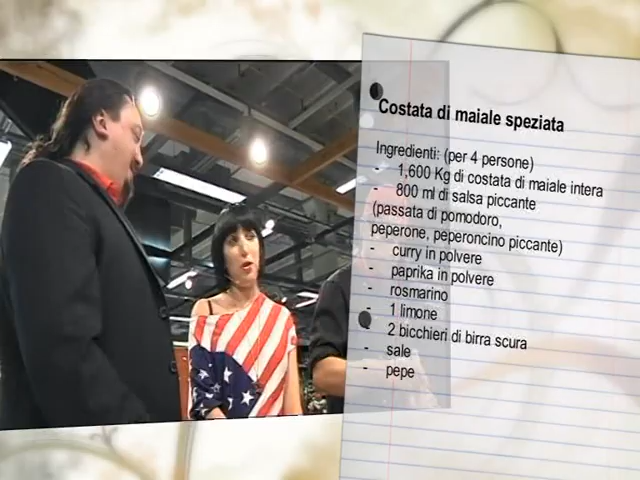 Costata di maiale speziata
Ingredienti: (per 4 persone)
- 1,600 Kg di costata di maiale intera
- 800 ml di salsa piccante
(passata di pomodoro,
peperone, peperoncino piccante)
- curry in polvere
- paprika in polvere
- rosmarino
- 1 limone
- 2 bicchieri di birra scura
- sale
- pepe